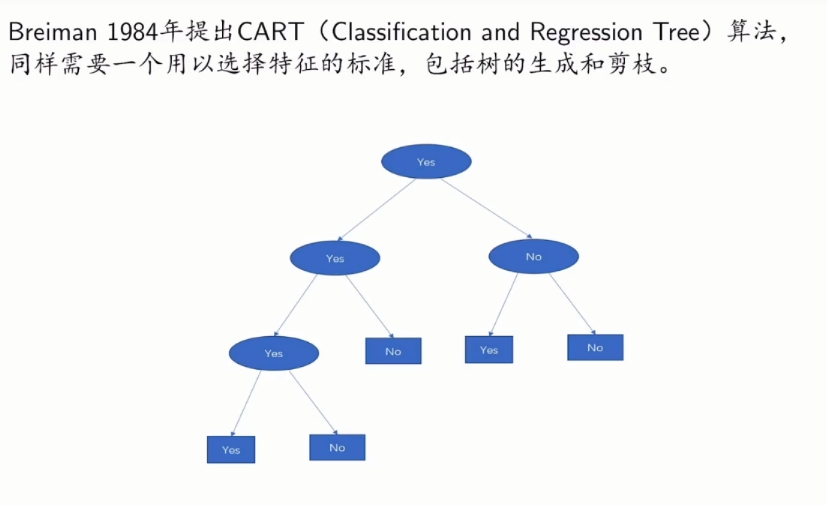 Breiman 1984年提出CART（Classification and Regression Tree）算法，
同样需要一个用以选择特征的标准，包括树的生成和剪枝。
Yes
Yes
No
Yes
No
Yes
No
Yes
No